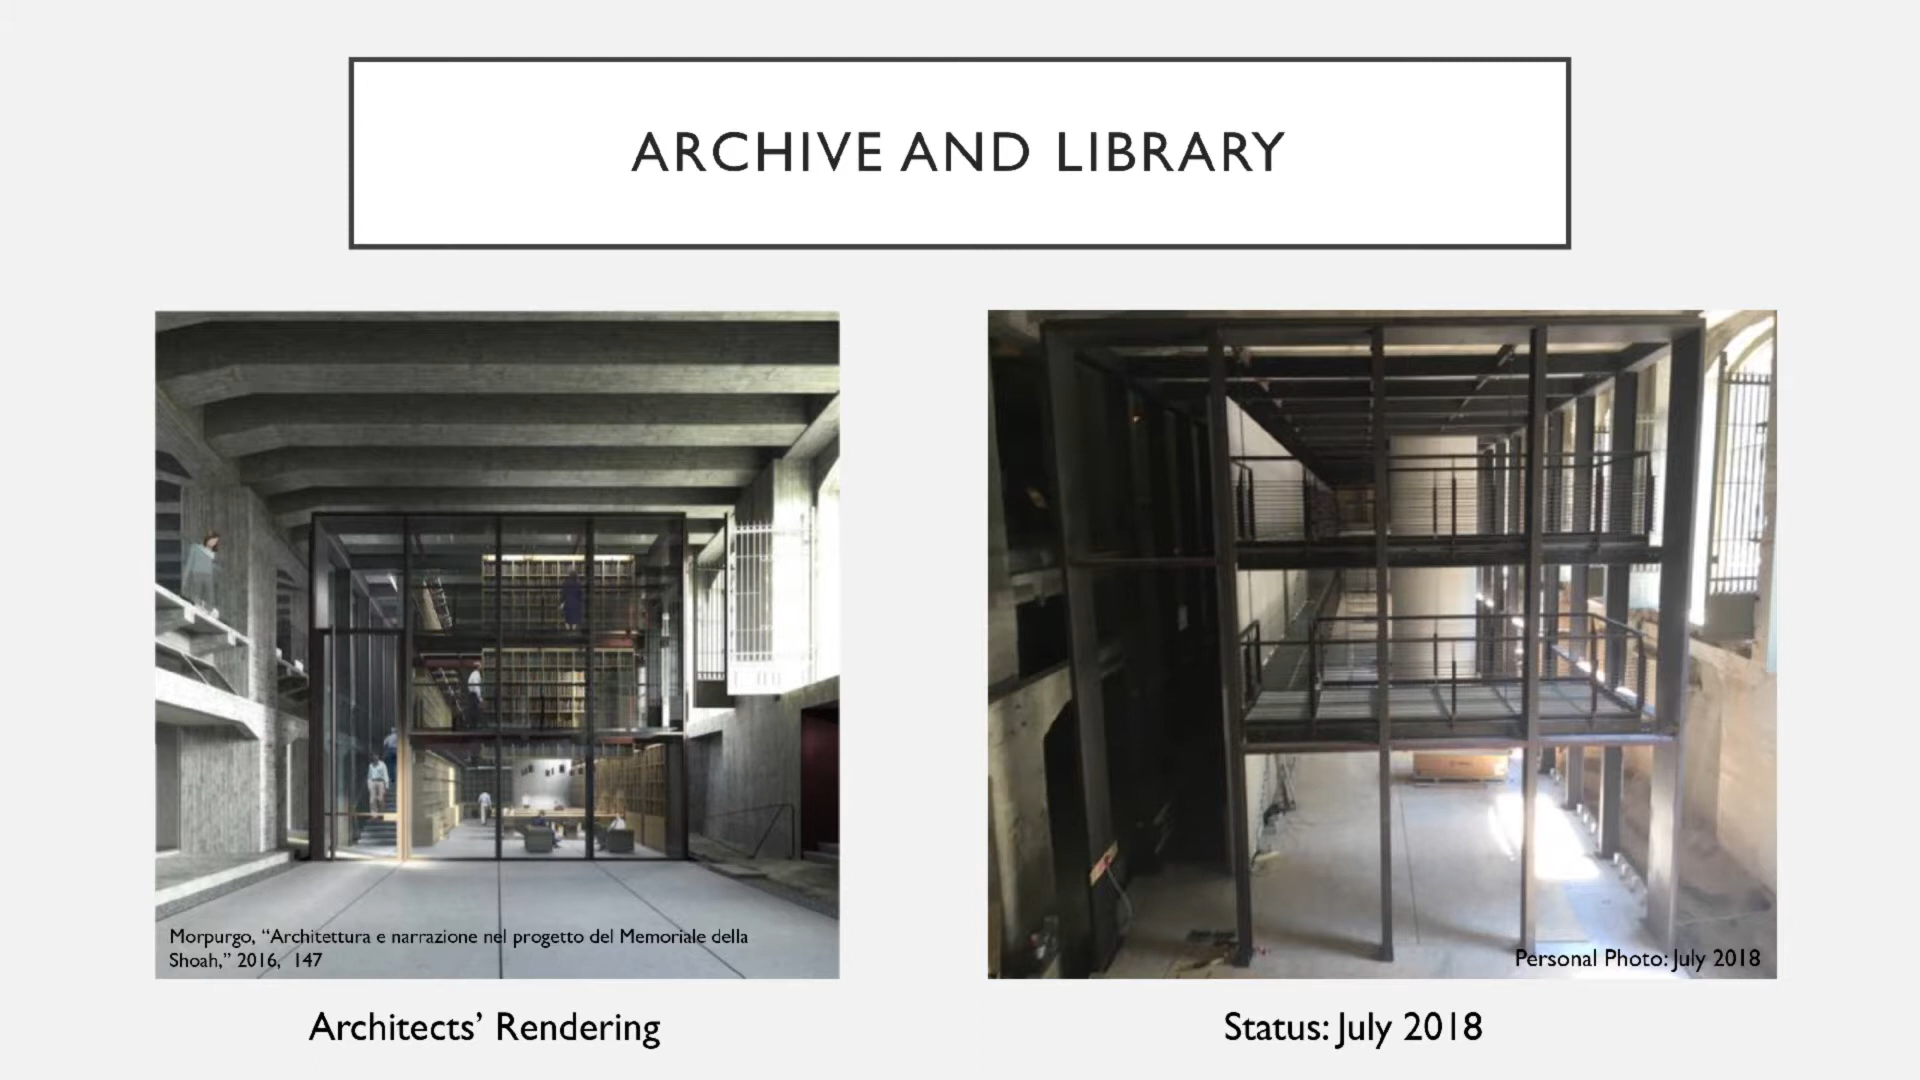 ARCHIVE AND LIBRARY
Morpurgo, “Architettura e narrazione nel progetto del Memoriale della
Shoah,” 2016, 147
Personal Photo: July 2018
Architects’ Rendering
Status: July 2018